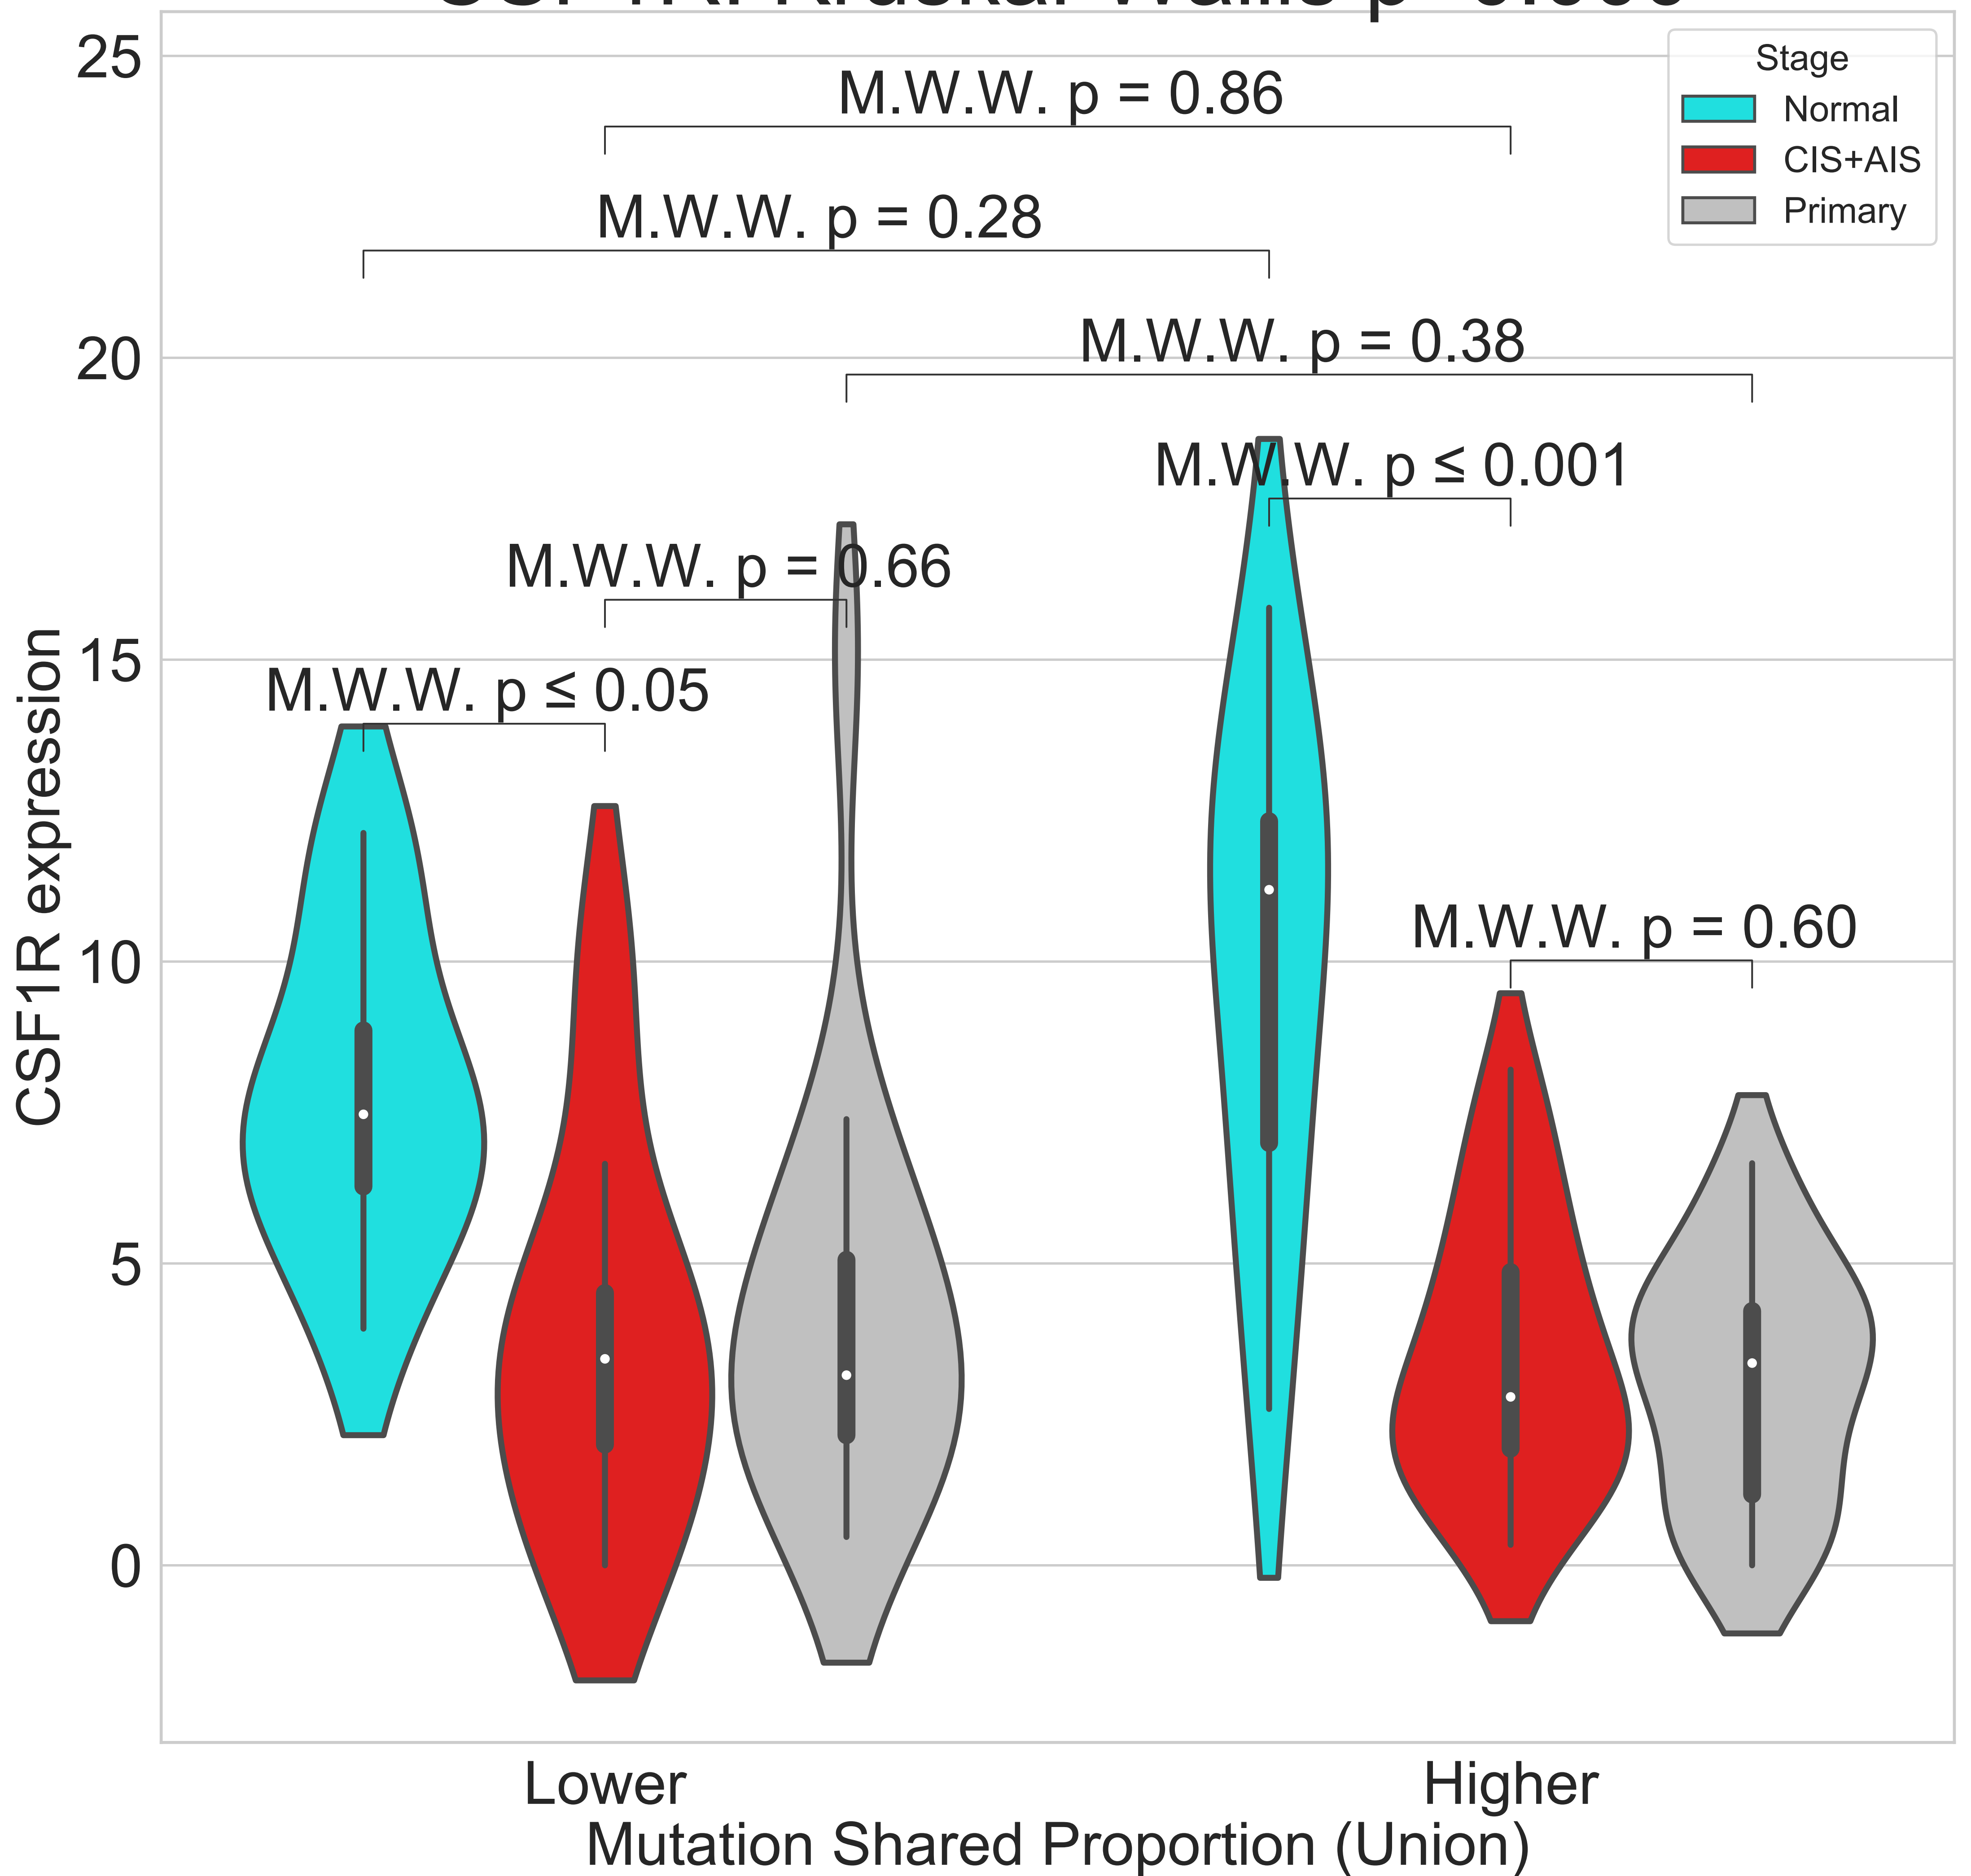 25
20
15
10
5
0
CSF1R expression
M.W.W. p = 0.86
M.W.W. p = 0.28
M.W.W. p = 0.38
M.W.W. p ≤ 0.001
M.W.W. p = 0.66
M.W.W. p ≤ 0.05
M.W.W. p = 0.60
Stage
Normal
CIS+AIS
Primary
Lower
Higher
Mutation Shared Proportion (Union)